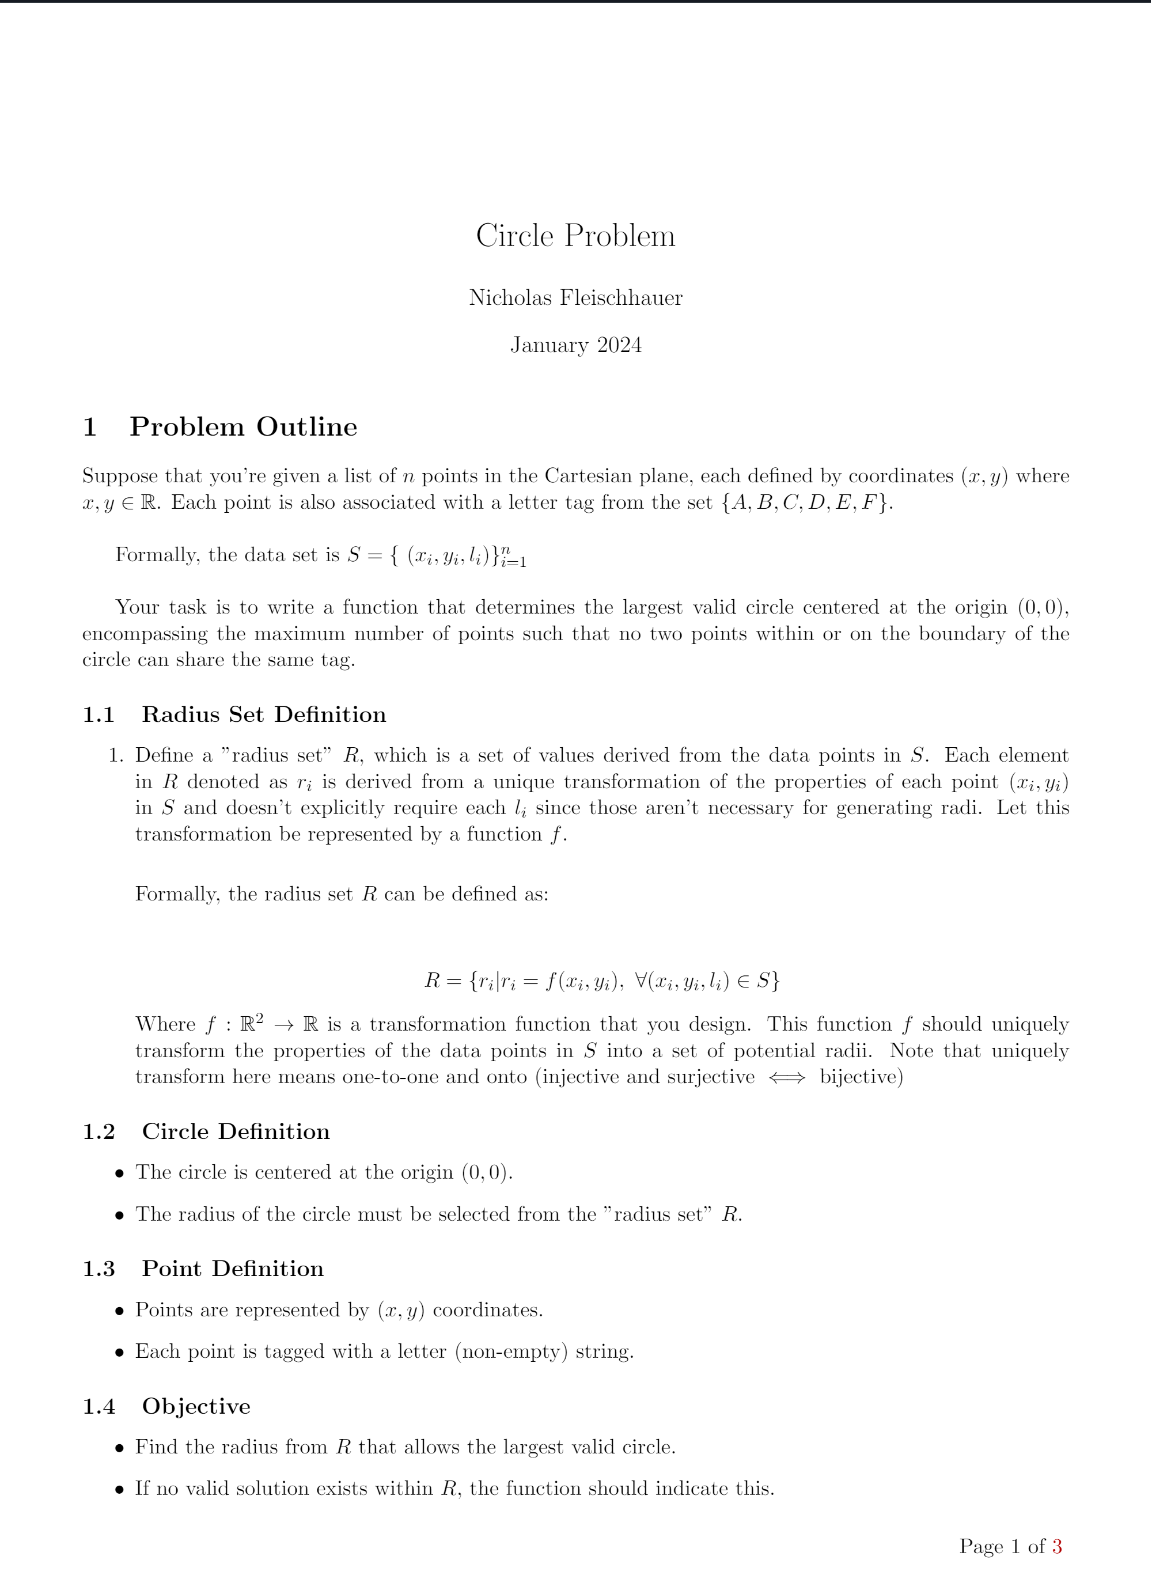 Circle Problem
Nicholas Fleischhauer
January 2024
1 Problem Outline
Suppose that you're given a list of n points in the Cartesian plane, each defined by coordinates (x, y) where
x, y ∈ ℝ. Each point is also associated with a letter tag from the set {A, B, C, D, E, F}.
Formally, the data set is S = { (x_i, y_i, l_i)}_{i=1}^n
Your task is to write a function that determines the largest valid circle centered at the origin (0, 0),
encompassing the maximum number of points such that no two points within or on the boundary of the
circle can share the same tag.
1.1 Radius Set Definition
1. Define a ”radius set” R, which is a set of values derived from the data points in S. Each element
in R denoted as r_i is derived from a unique transformation of the properties of each point (x_i, y_i)
in S and doesn't explicitly require each l_i since those aren't necessary for generating radi. Let this
transformation be represented by a function f.
Formally, the radius set R can be defined as:
R = {r_i|r_i = f(x_i, y_i), ∀(x_i, y_i, l_i) ∈ S}
Where f : ℝ² → ℝ is a transformation function that you design. This function f should uniquely
transform the properties of the data points in S into a set of potential radii. Note that uniquely
transform here means one-to-one and onto (injective and surjective ⟺ bijective)
1.2 Circle Definition
• The circle is centered at the origin (0, 0).
• The radius of the circle must be selected from the ”radius set” R.
1.3 Point Definition
• Points are represented by (x, y) coordinates.
• Each point is tagged with a letter (non-empty) string.
1.4 Objective
• Find the radius from R that allows the largest valid circle.
• If no valid solution exists within R, the function should indicate this.
Page 1 of 3